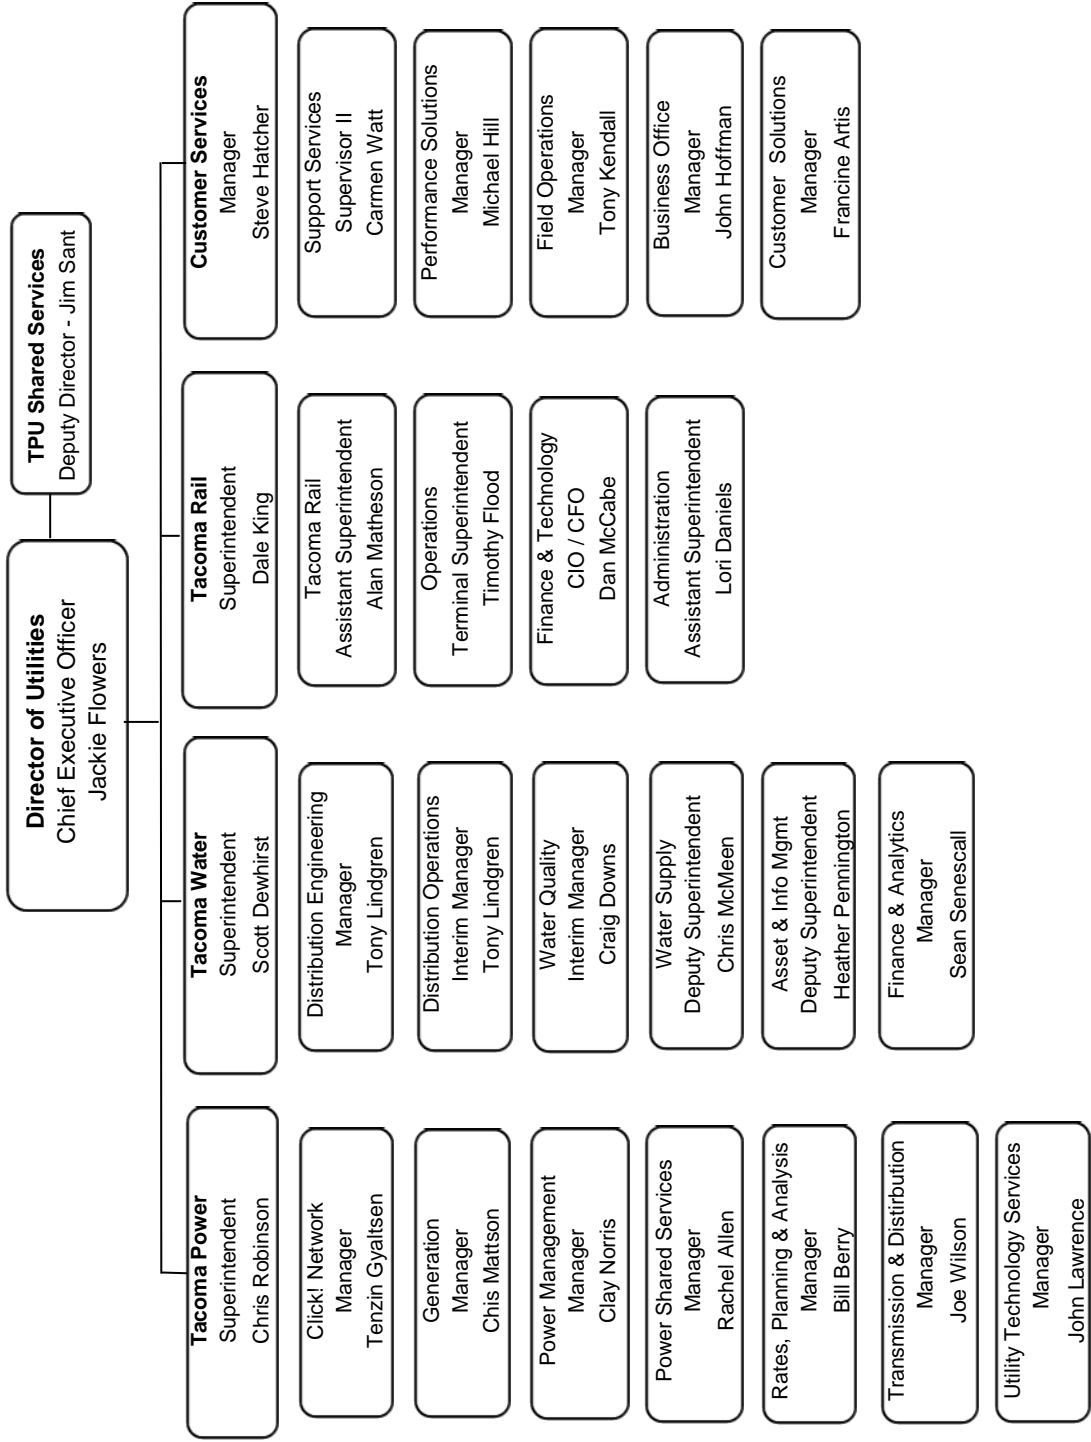 Director of Utilities
Chief Executive Officer
Jackie Flowers
TPU Shared Services
Deputy Director - Jim Sant
Tacoma Power
Superintendent
Chris Robinson
Click! Network
Manager
Tenzin Gyaltsen
Generation
Manager
Chis Mattson
Power Management
Manager
Clay Norris
Power Shared Services
Manager
Rachel Allen
Rates, Planning & Analysis
Manager
Bill Berry
Transmission & Distirbution
Manager
Joe Wilson
Utility Technology Services
Manager
John Lawrence
Tacoma Water
Superintendent
Scott Dewhirst
Distribution Engineering
Manager
Tony Lindgren
Distribution Operations
Interim Manager
Tony Lindgren
Water Quality
Interim Manager
Craig Downs
Water Supply
Deputy Superintendent
Chris McMeen
Asset & Info Mgmt
Deputy Superintendent
Heather Pennington
Finance & Analytics
Manager
Sean Senescall
Tacoma Rail
Superintendent
Dale King
Tacoma Rail
Assistant Superintendent
Alan Matheson
Operations
Terminal Superintendent
Timothy Flood
Finance & Technology
CIO / CFO
Dan McCabe
Administration
Assistant Superintendent
Lori Daniels
Customer Services
Manager
Steve Hatcher
Support Services
Supervisor II
Carmen Watt
Performance Solutions
Manager
Michael Hill
Field Operations
Manager
Tony Kendall
Business Office
Manager
John Hoffman
Customer Solutions
Manager
Francine Artis